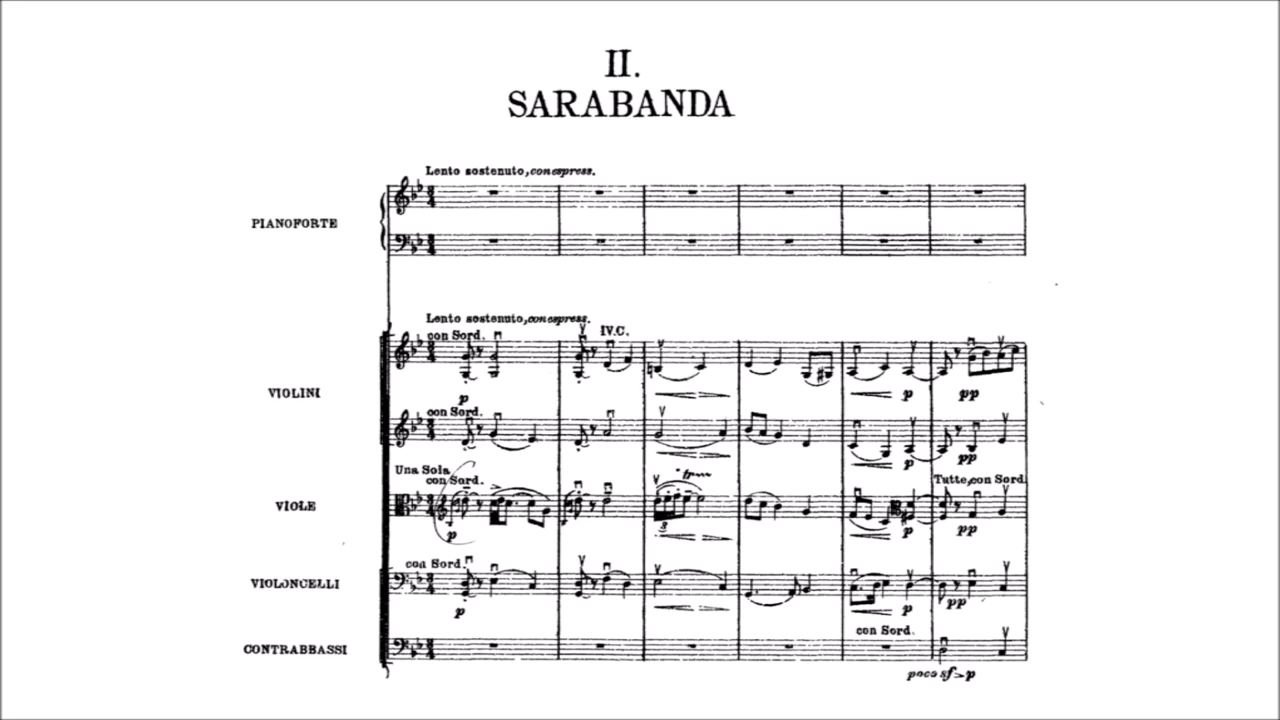 II.
SARABANDA
Lento sostenuto, con espress.
PIANOFORTE
Lento sostenuto, con espress.
con Sord. IV.C.
VIOLINI
p p pp
con Sord.
p pp
Una Sola
con Sord. Tutte, con Sord.
VIOLE
3
p p pp
con Sord.
VIOLONCELLI
p p pp
con Sord.
CONTRABBASSI
poco sf > p